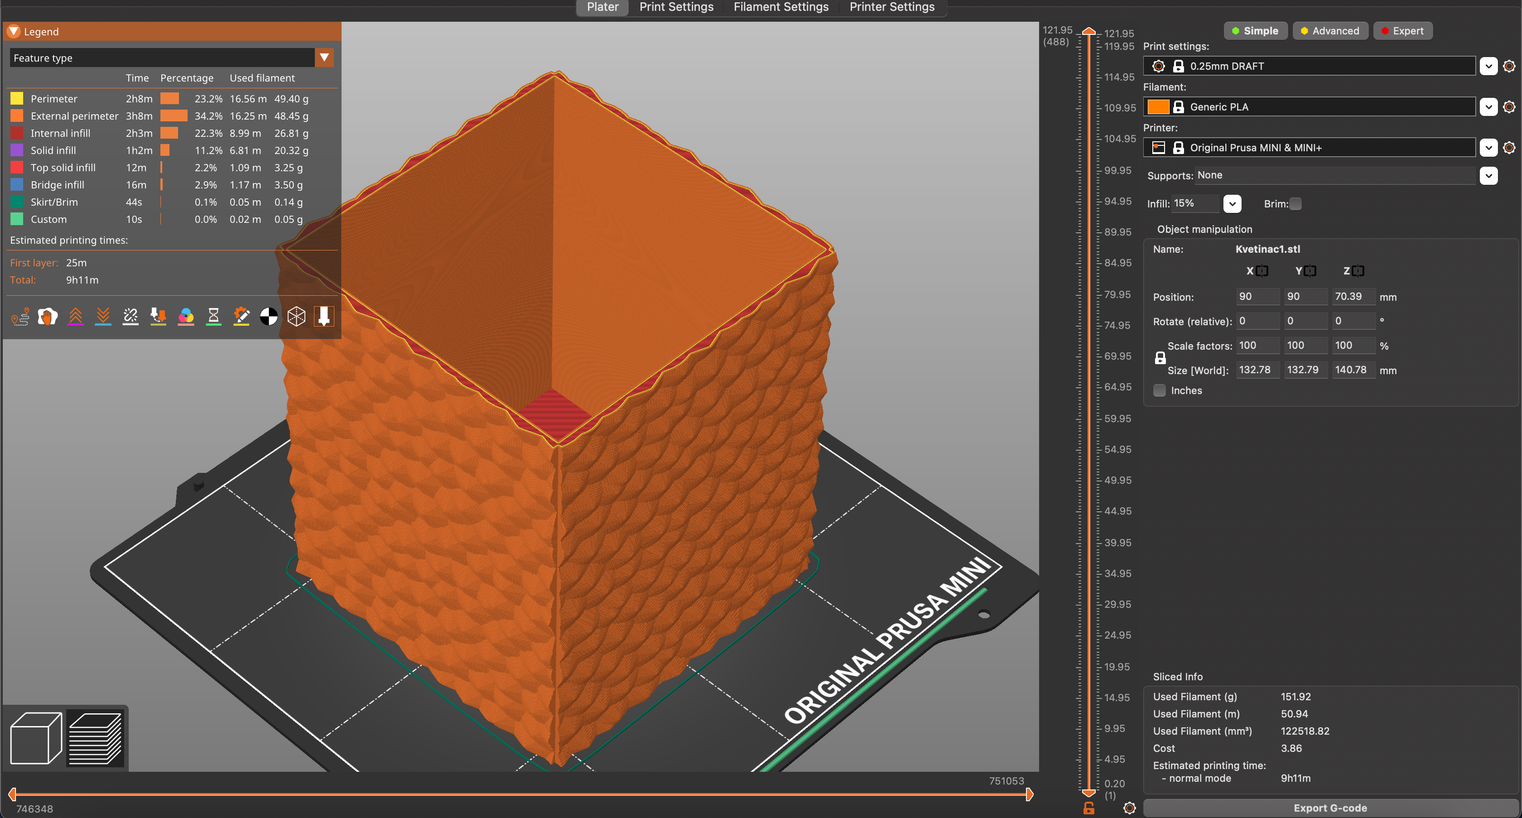 Plater Print Settings Filament Settings Printer Settings
Legend
Feature type
Time Percentage Used filament
Perimeter 2h8m 23.2% 16.56 m 49.40 g
External perimeter 3h8m 34.2% 16.25 m 48.45 g
Internal infill 2h3m 22.3% 8.99 m 26.81 g
Solid infill 1h2m 11.2% 6.81 m 20.32 g
Top solid infill 12m 2.2% 1.09 m 3.25 g
Bridge infill 16m 2.9% 1.17 m 3.50 g
Skirt/Brim 44s 0.1% 0.05 m 0.14 g
Custom 10s 0.0% 0.02 m 0.05 g
Estimated printing times:
First layer: 25m
Total: 9h11m
ORIGINAL PRUSA MINI
746348
751053
121.95
(488)
121.95
119.95
114.95
109.95
104.95
99.95
94.95
89.95
84.95
79.95
74.95
69.95
64.95
59.95
54.95
49.95
44.95
39.95
34.95
29.95
24.95
19.95
14.95
9.95
4.95
0.20
(1)
Simple Advanced Expert
Print settings:
0.25mm DRAFT
Filament:
Generic PLA
Printer:
Original Prusa MINI & MINI+
Supports: None
Infill: 15% Brim:
Object manipulation
Name: Kvetinac1.stl
X Y Z
Position: 90 90 70.39 mm
Rotate (relative): 0 0 0 °
Scale factors: 100 100 100 %
Size [World]: 132.78 132.79 140.78 mm
Inches
Sliced Info
Used Filament (g) 151.92
Used Filament (m) 50.94
Used Filament (mm³) 122518.82
Cost 3.86
Estimated printing time:
- normal mode 9h11m
Export G-code